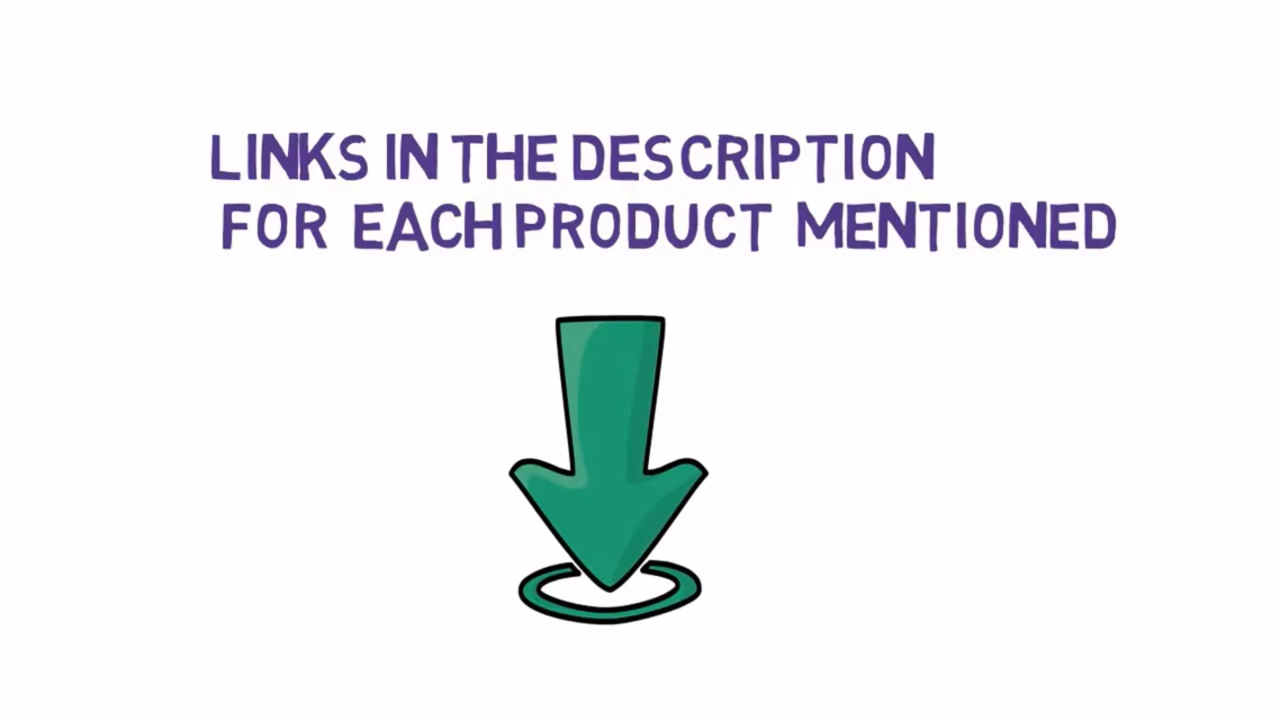 LINKS IN THE DESCRIPTION
FOR EACH PRODUCT MENTIONED